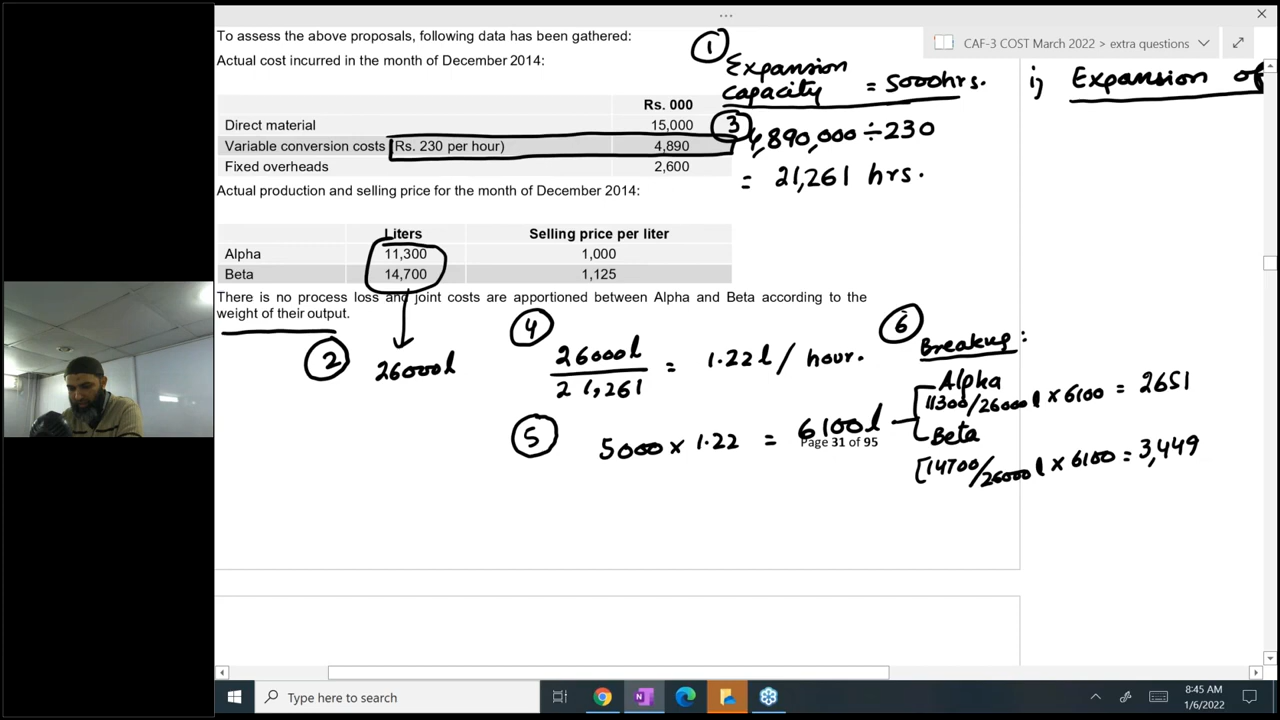 To assess the above proposals, following data has been gathered:
CAF-3 COST March 2022 > extra questions
Actual cost incurred in the month of December 2014:
① Expansion capacity = 5000hrs.
i) Expansion of
Rs. 000
Direct material 15,000
Variable conversion costs (Rs. 230 per hour) 4,890
Fixed overheads 2,600
③ 4,890,000 ÷ 230
= 21,261 hrs.
Actual production and selling price for the month of December 2014:
Liters Selling price per liter
Alpha 11,300 1,000
Beta 14,700 1,125
There is no process loss and joint costs are apportioned between Alpha and Beta according to the
weight of their output.
② 26000l
④ 26000l / 21,261 = 1.22l / hour.
⑤ 5000 × 1.22 = 6100l
Page 31 of 95
⑥ Breakup:
Alpha
11300/26000l × 6100 = 2651
Beta
[14700/26000l × 6100 = 3,449
Type here to search
8:45 AM
1/6/2022